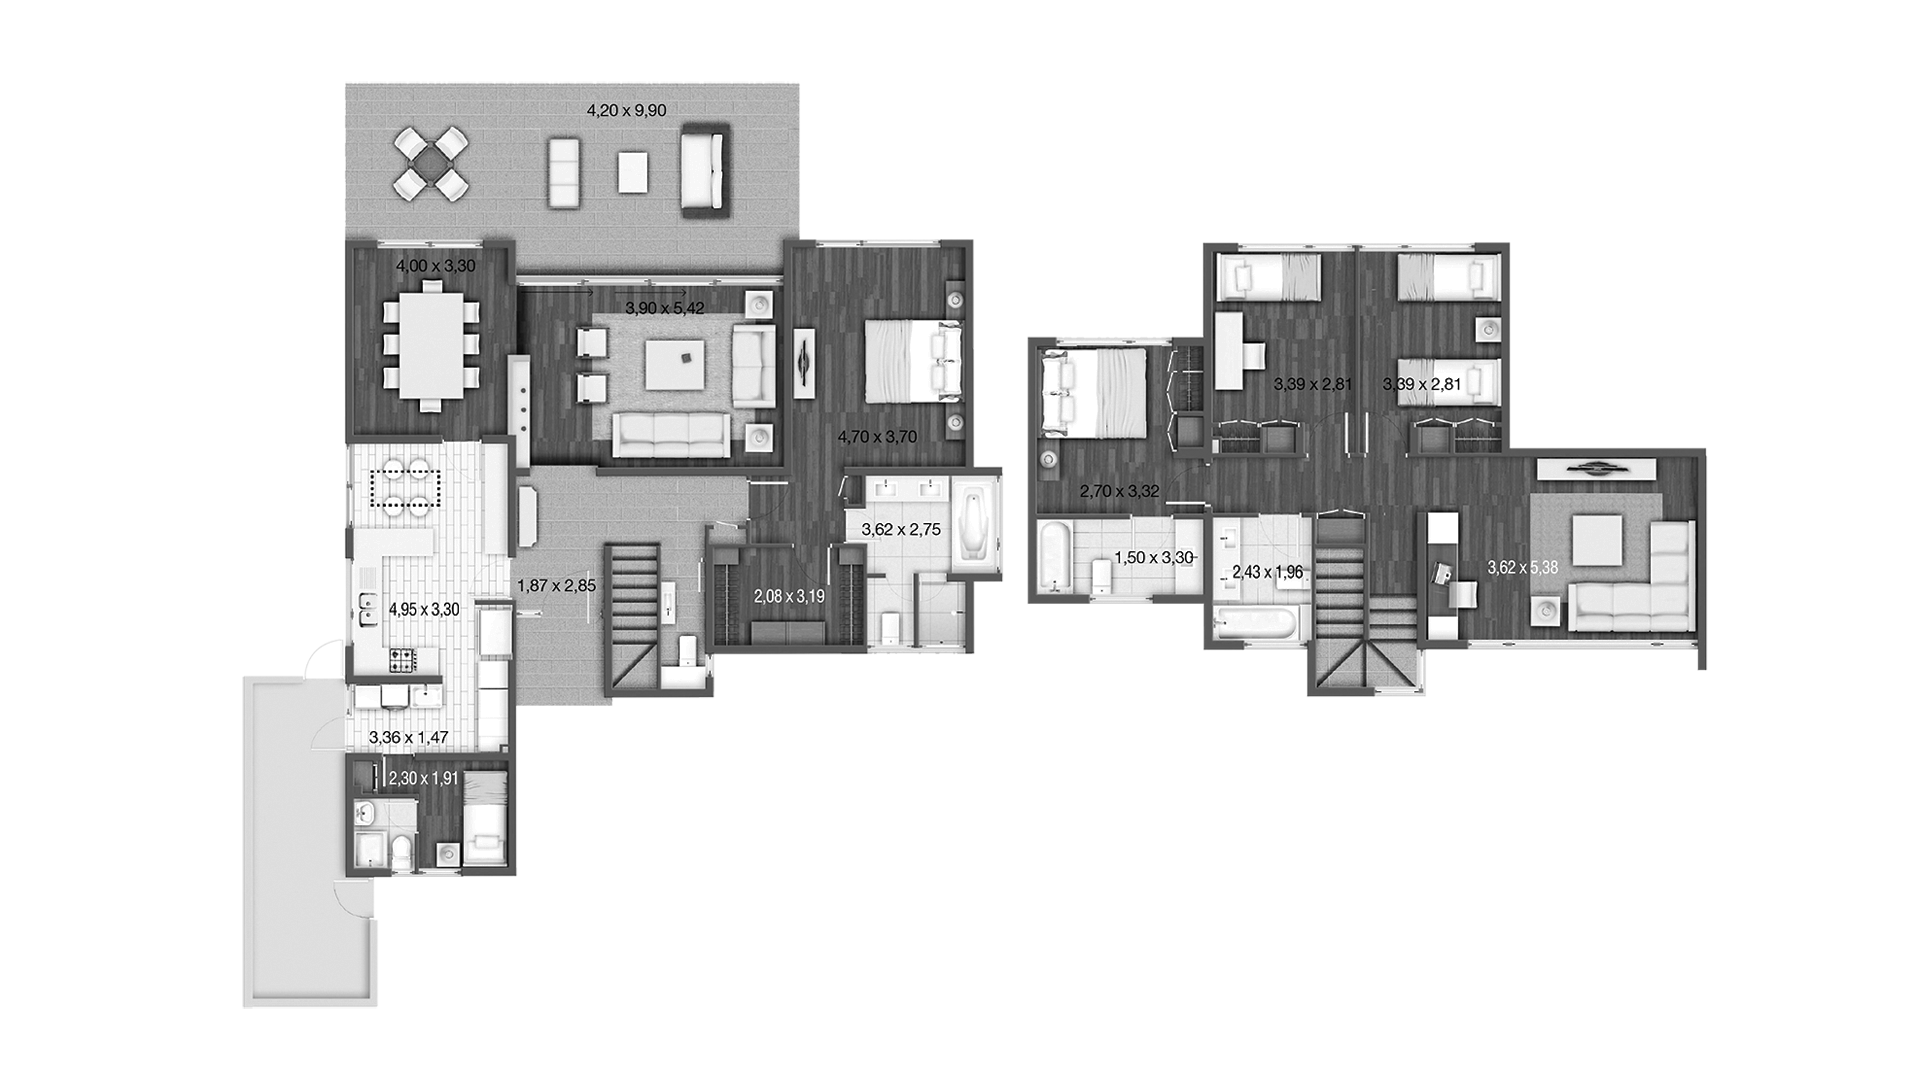 4,20 x 9,90
4,00 x 3,30
3,90 x 5,42
4,70 x 3,70
3,62 x 2,75
1,87 x 2,85
2,08 x 3,19
4,95 x 3,30
3,36 x 1,47
2,30 x 1,91
3,39 x 2,81
3,39 x 2,81
2,70 x 3,32
1,50 x 3,30
2,43 x 1,96
3,62 x 5,38